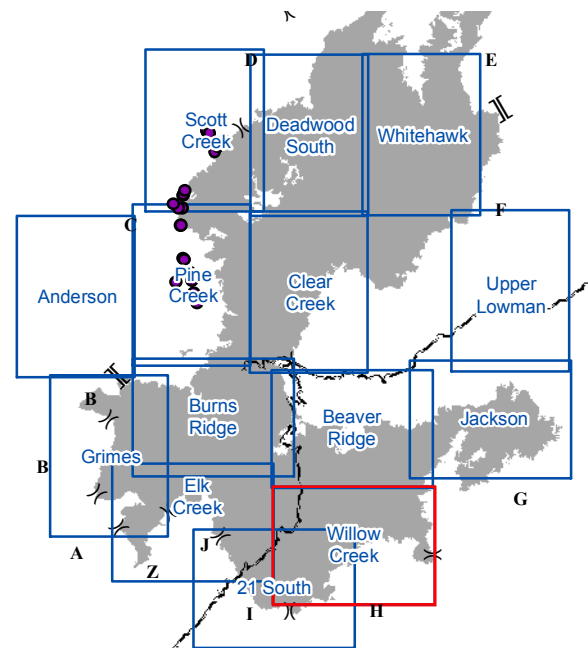 D
E
Scott
Creek
Deadwood
South
Whitehawk
C
F
Anderson
Pine
Creek
Clear
Creek
Upper
Lowman
B
Burns
Ridge
Beaver
Ridge
Jackson
B
Grimes
Elk
Creek
G
A
Z
J
Willow
Creek
21 South
I
H